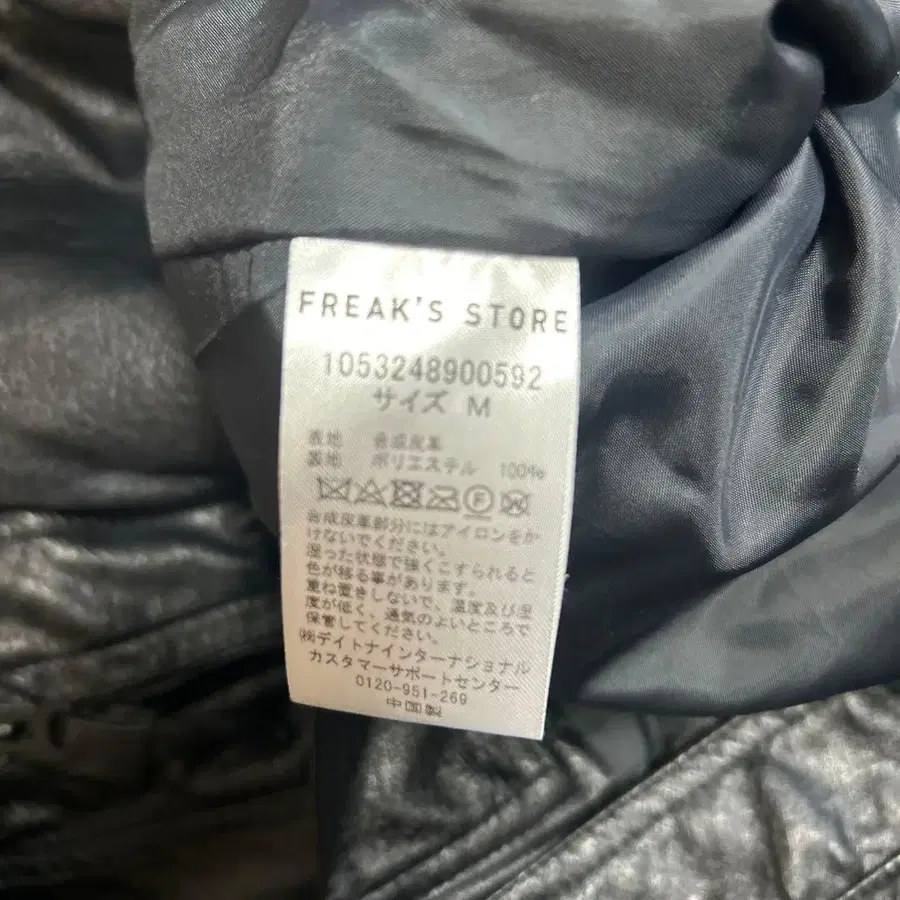 FREAK'S STORE
1053248900592
サイズ M
表地 合成皮革
裏地 ポリエステル 100%
合成皮革部分にはアイロンをか
けないでください。
湿った状態で強くこすられると
色が移る事があります。
重ね置きしないで、温度及び湿
度が低く、通気のよいところで
保管してください。
㈱デイトナインターナショナル
カスタマーサポートセンター
0120-951-269
中国製